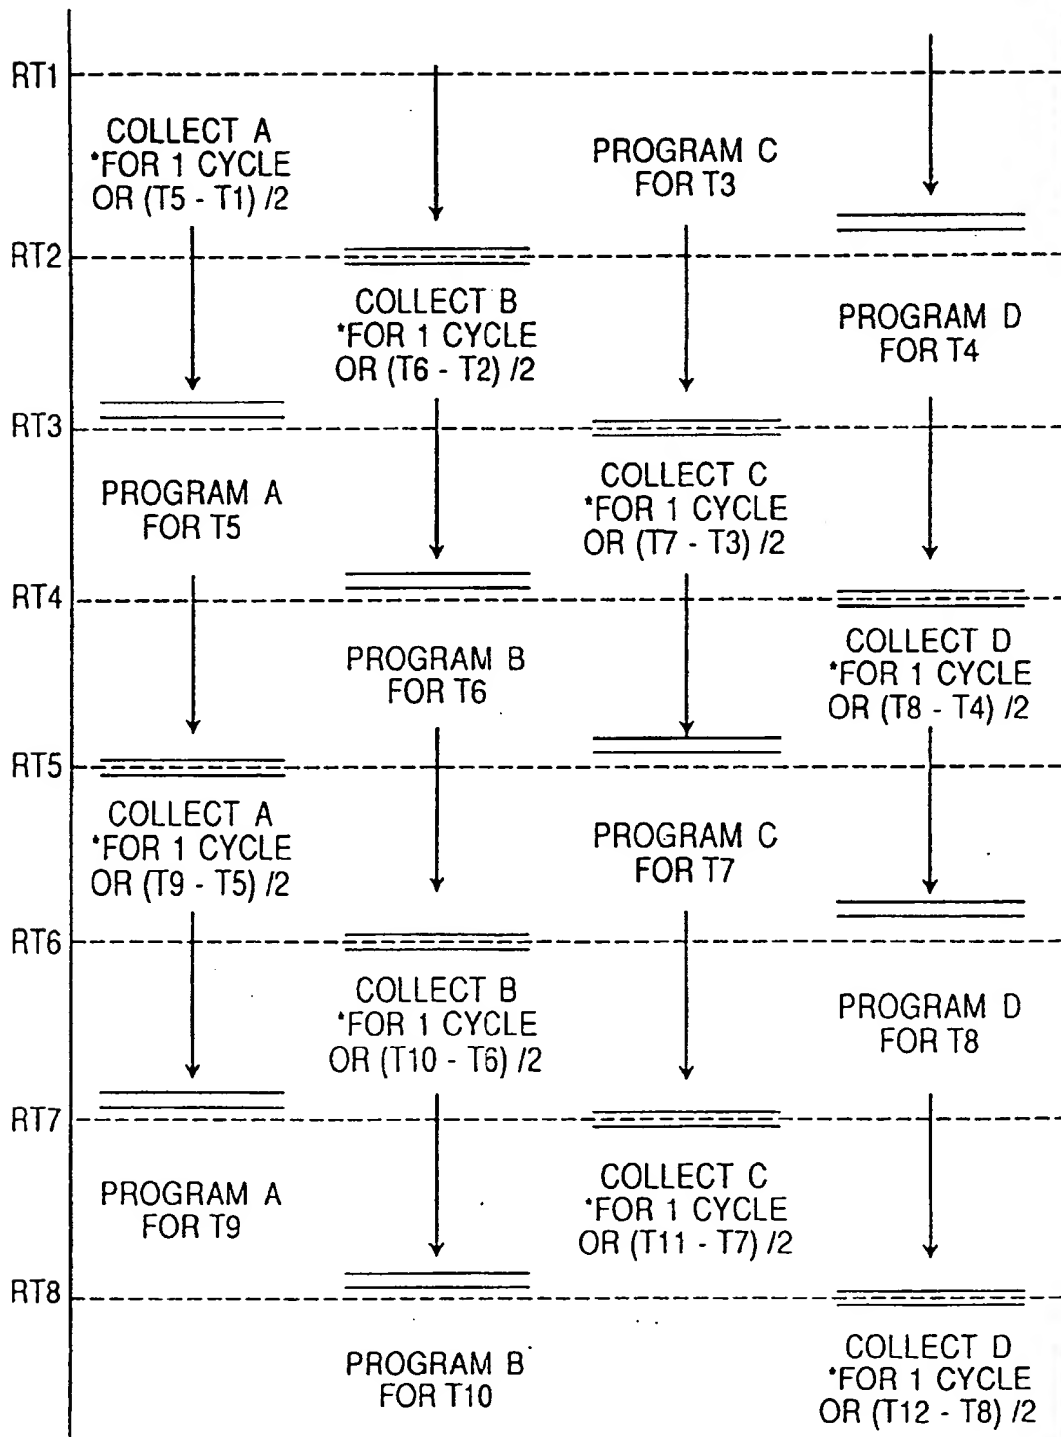 RT1
COLLECT A
*FOR 1 CYCLE
OR (T5 - T1) /2
PROGRAM C
FOR T3
RT2
COLLECT B
*FOR 1 CYCLE
OR (T6 - T2) /2
PROGRAM D
FOR T4
RT3
PROGRAM A
FOR T5
COLLECT C
*FOR 1 CYCLE
OR (T7 - T3) /2
RT4
PROGRAM B
FOR T6
COLLECT D
*FOR 1 CYCLE
OR (T8 - T4) /2
RT5
COLLECT A
*FOR 1 CYCLE
OR (T9 - T5) /2
PROGRAM C
FOR T7
RT6
COLLECT B
*FOR 1 CYCLE
OR (T10 - T6) /2
PROGRAM D
FOR T8
RT7
PROGRAM A
FOR T9
COLLECT C
*FOR 1 CYCLE
OR (T11 - T7) /2
RT8
PROGRAM B
FOR T10
COLLECT D
*FOR 1 CYCLE
OR (T12 - T8) /2